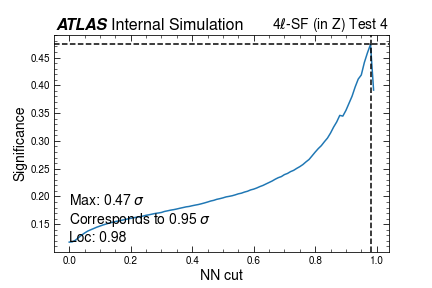 ATLAS Internal Simulation
4ℓ-SF (in Z) Test 4
Significance
0.45
0.40
0.35
0.30
0.25
0.20
0.15
Max: 0.47 σ
Corresponds to 0.95 σ
Loc: 0.98
0.0 0.2 0.4 0.6 0.8 1.0
NN cut